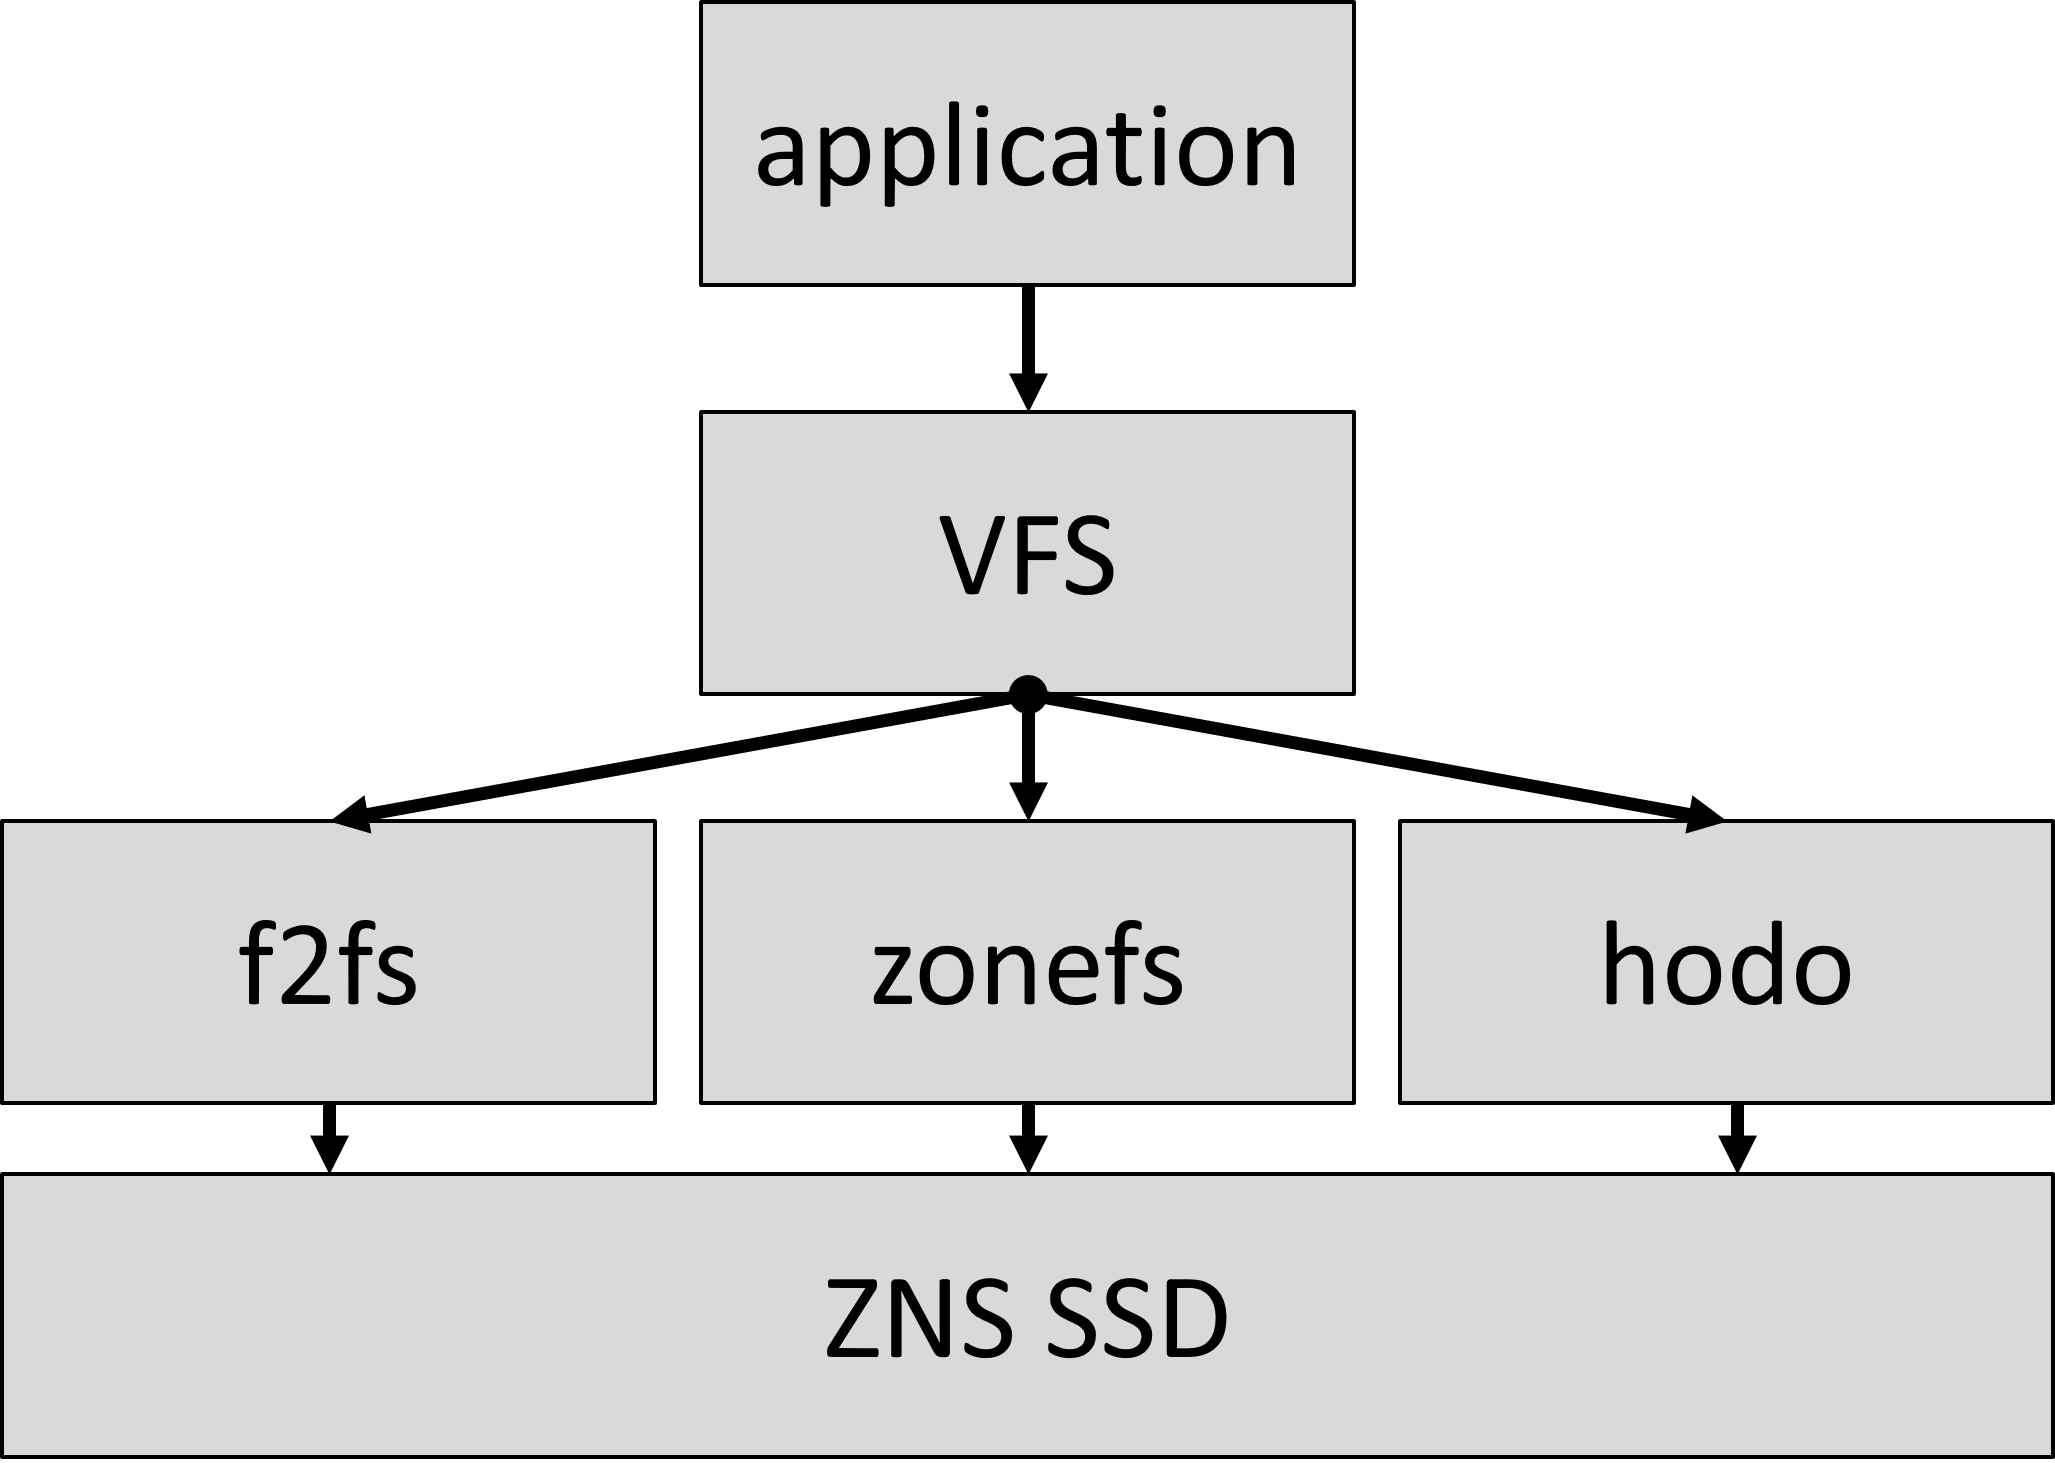 application
VFS
f2fs
zonefs
hodo
ZNS SSD